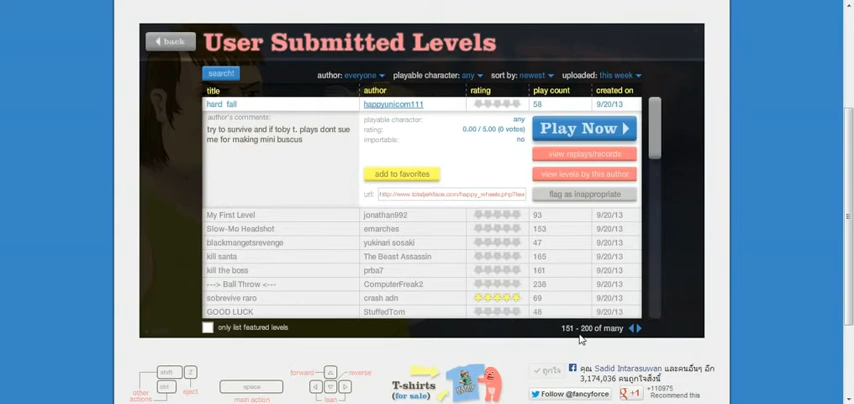 back
User Submitted Levels
search!
author: everyone playable character: any sort by: newest uploaded: this week
title author rating play count created on
hard fall happyunicorn111 58 9/20/13
author's comments:
try to survive and if toby t. plays dont sue
me for making mini buscus
playable character: any
rating: 0.00 / 5.00 (0 votes)
importable: no
add to favorites
url: http://www.totaljerkface.com/happy_wheels.php?lev
Play Now
view replays/records
view levels by this author
flag as inappropriate
My First Level jonathan992 93 9/20/13
Slow-Mo Headshot emarches 153 9/20/13
blackmangetsrevenge yukinari sosaki 47 9/20/13
kill santa The Beast Assassin 165 9/20/13
kill the boss prba7 161 9/20/13
---> Ball Throw <--- ComputerFreak2 238 9/20/13
sobrevive raro crash adn 69 9/20/13
GOOD LUCK StuffedTom 48 9/20/13
only list featured levels
151 - 200 of many
shift Z
ctrl
other
actions
eject
space
main action
forward
reverse
lean
T-shirts
(for sale)
ถูกใจ
คุณ Sadid Intarasuwan และคนอื่นๆ อีก
3,174,036 คนถูกใจสิ่งนี้
Follow @fancyforce
+1
+110975
Recommend this